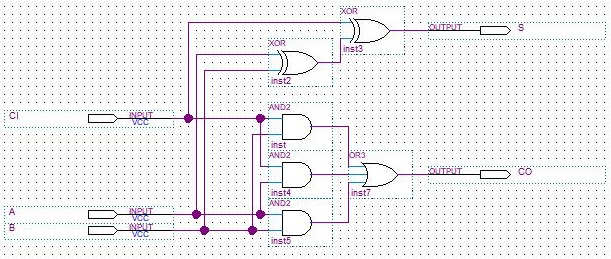 XOR
OUTPUT
S
XOR
inst3
inst2
CI
INPUT
VCC
AND2
inst
AND2
OR3
OUTPUT
CO
inst4
inst7
A
INPUT
VCC
AND2
B
INPUT
VCC
inst5